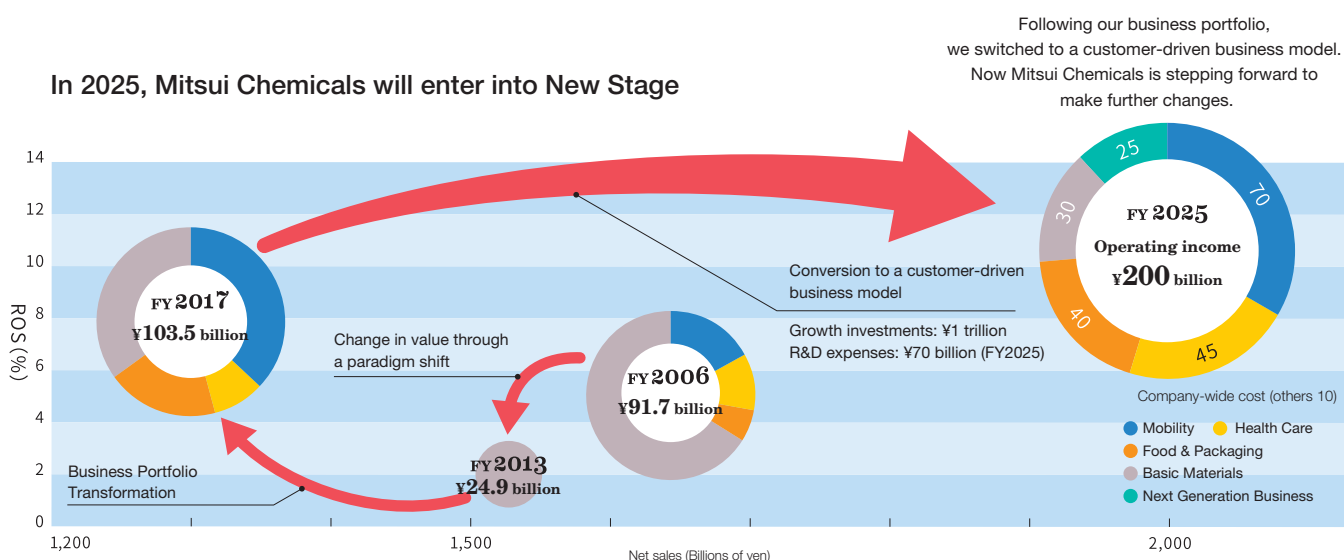 Following our business portfolio,
we switched to a customer-driven business model.
Now Mitsui Chemicals is stepping forward to
make further changes.
In 2025, Mitsui Chemicals will enter into New Stage
14
12
10
8
6
4
2
0
ROS (%)
FY 2017
¥103.5 billion
Change in value through
a paradigm shift
FY 2006
¥91.7 billion
FY 2013
¥24.9 billion
Business Portfolio
Transformation
Conversion to a customer-driven
business model
Growth investments: ¥1 trillion
R&D expenses: ¥70 billion (FY2025)
25
70
30
40
45
FY 2025
Operating income
¥200 billion
Company-wide cost (others 10)
Mobility
Health Care
Food & Packaging
Basic Materials
Next Generation Business
1,200
1,500
2,000
Net sales (Billions of yen)